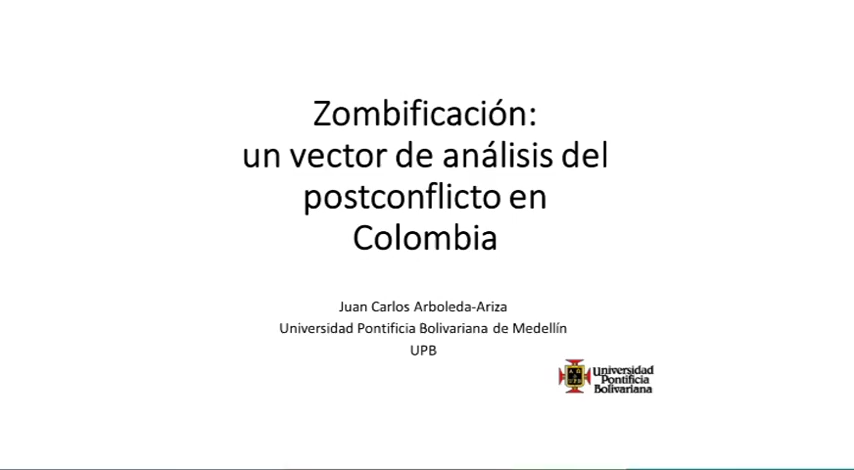 Zombificación:
un vector de análisis del
postconflicto en
Colombia
Juan Carlos Arboleda-Ariza
Universidad Pontificia Bolivariana de Medellín
UPB
Universidad
Pontificia
Bolivariana